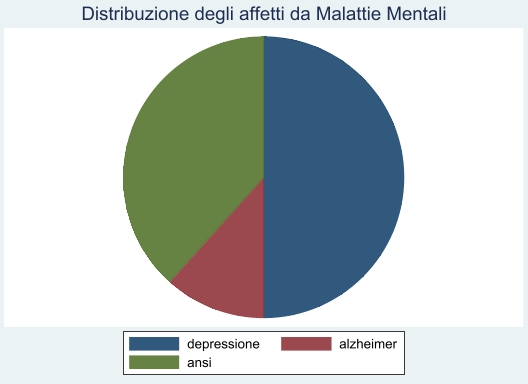 Distribuzione degli affetti da Malattie Mentali
depressione alzheimer
ansi